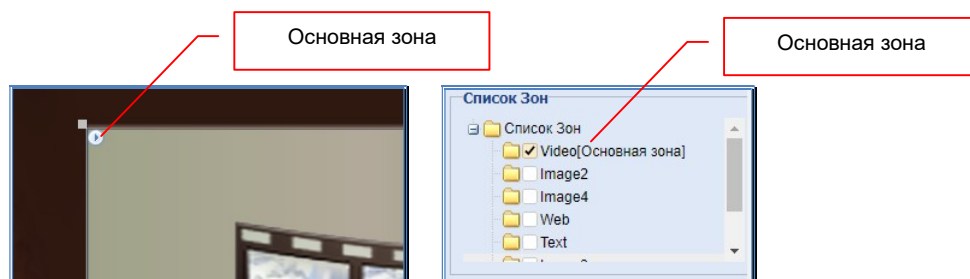 Основная зона
Основная зона
Список Зон
Список Зон
Video[Основная зона]
Image2
Image4
Web
Text